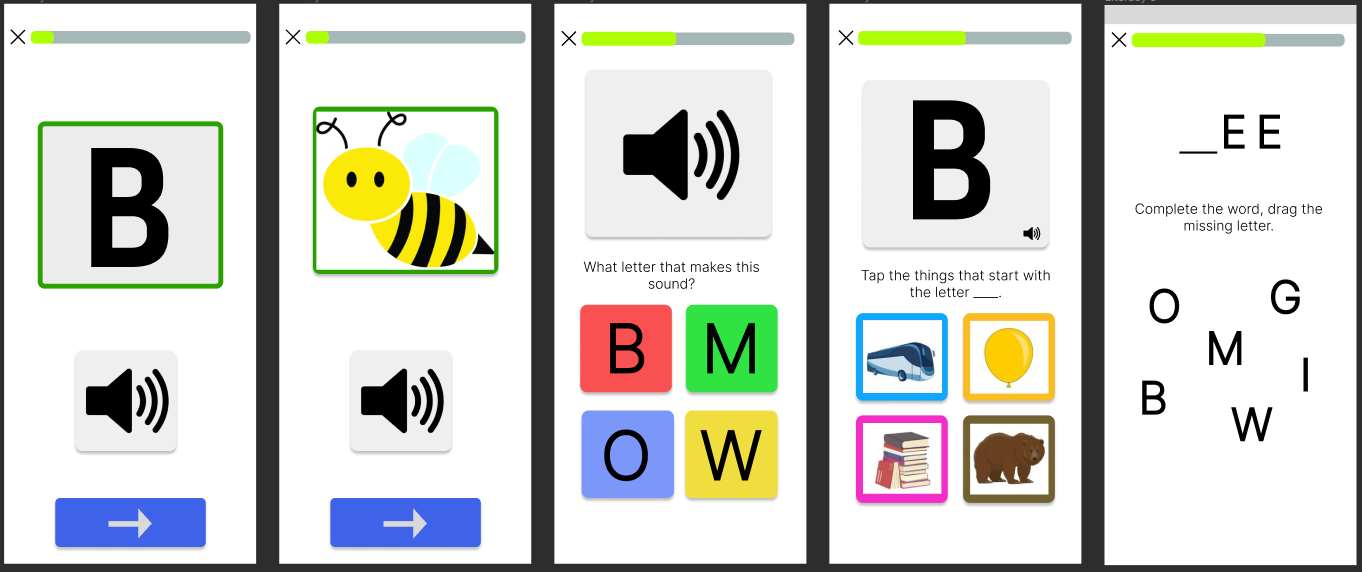 B
What letter that makes this
sound?
B M
O W
B
Tap the things that start with
the letter ____.
__EE
Complete the word, drag the
missing letter.
O G
M I
B W